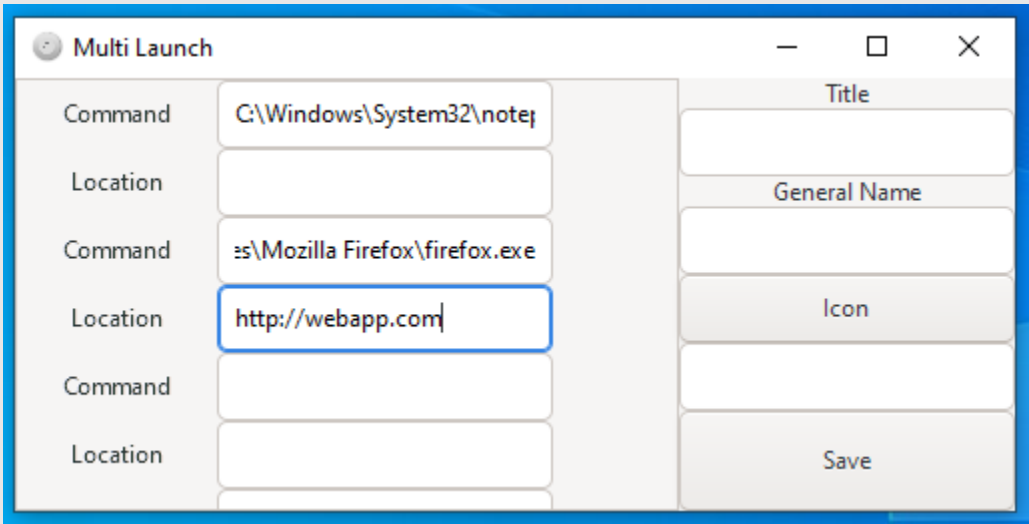 Multi Launch
Command C:\Windows\System32\notep
Location
Command es\Mozilla Firefox\firefox.exe
Location http://webapp.com
Command
Location
Title
General Name
Icon
Save